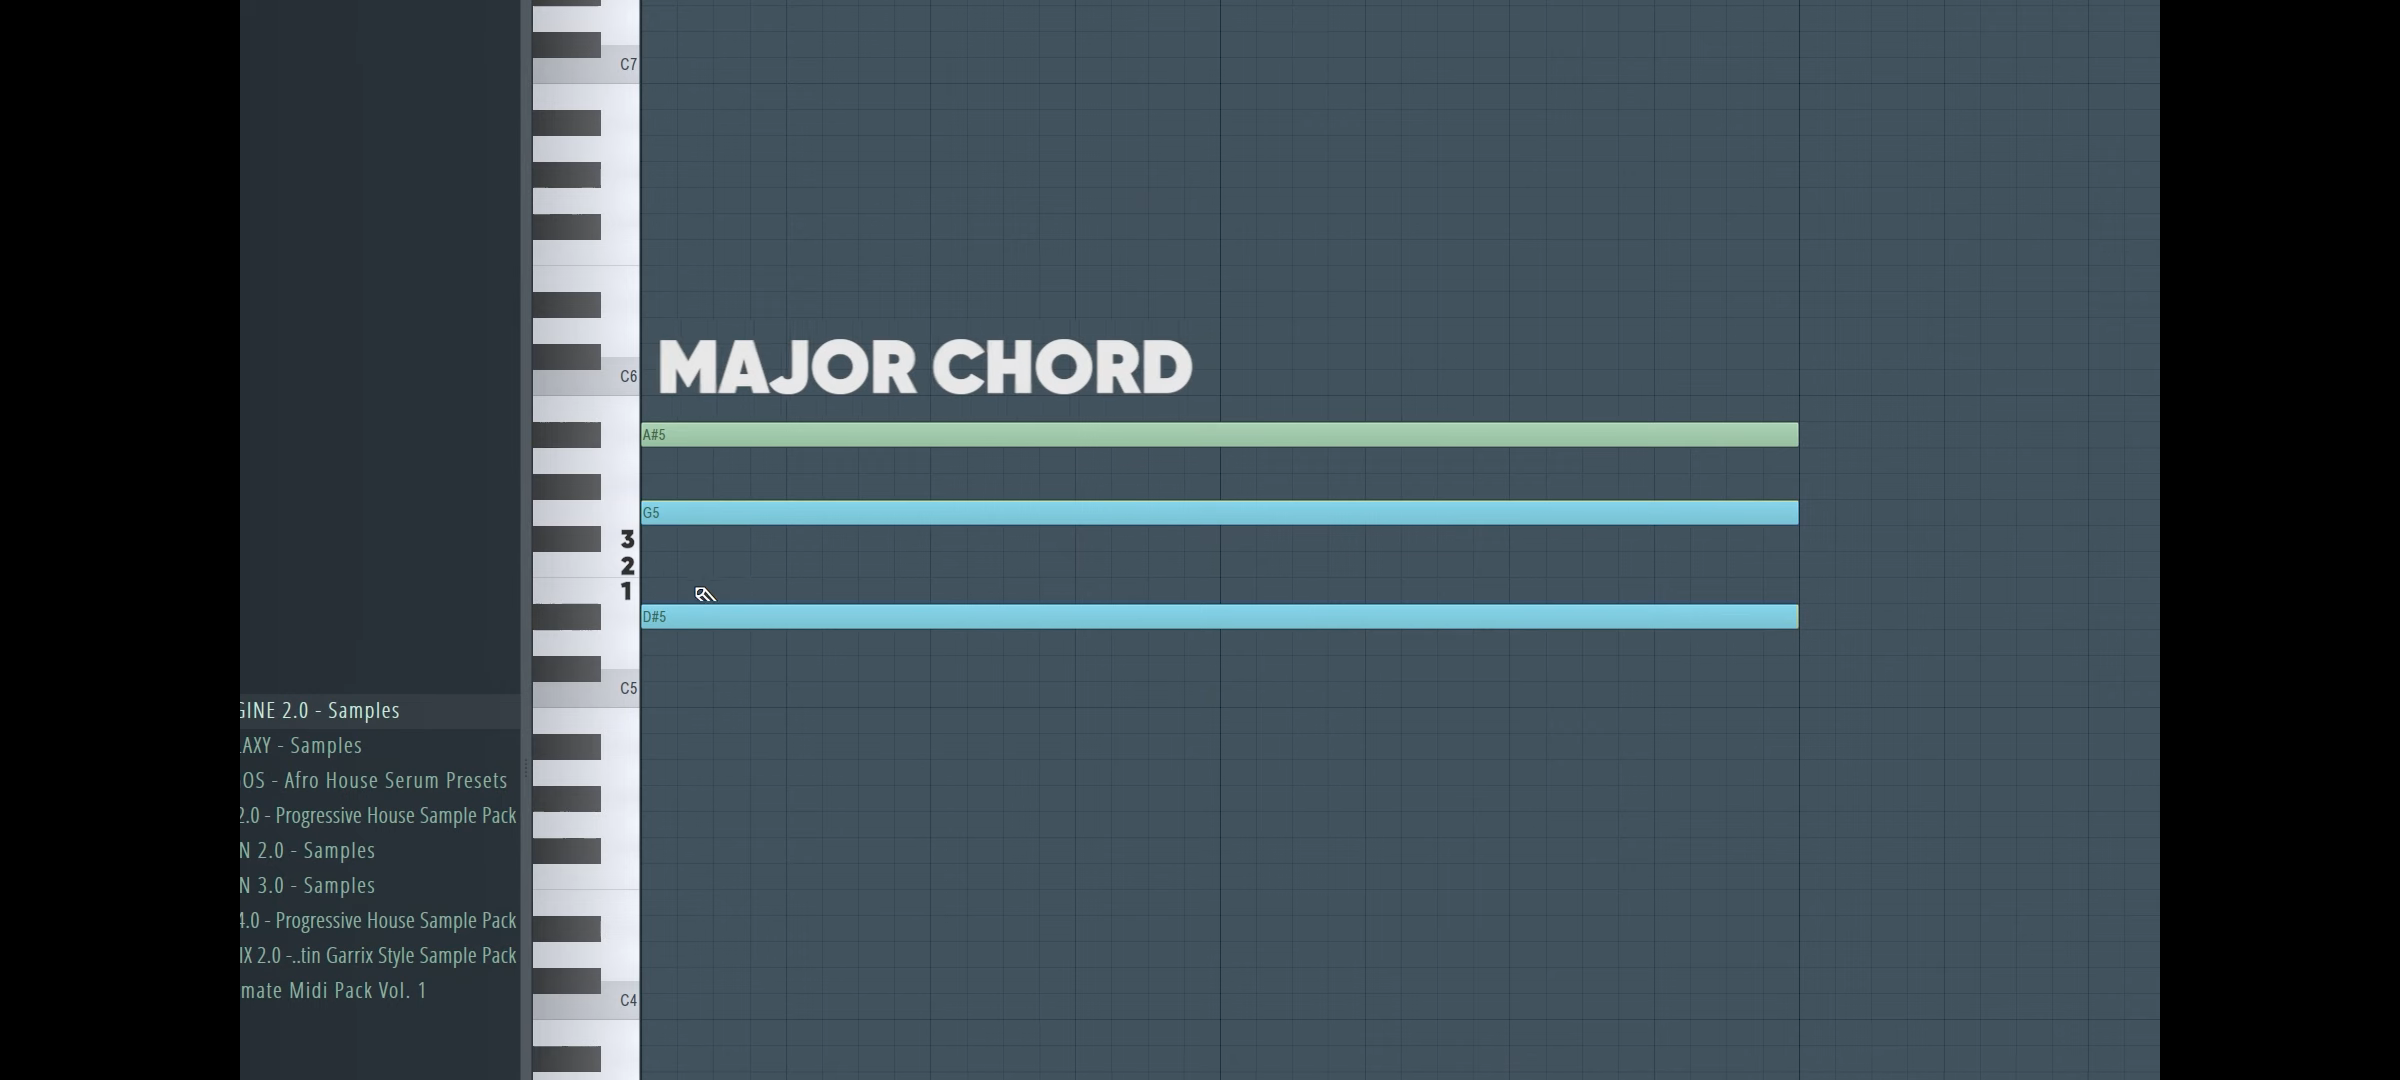 C7
C6
MAJOR CHORD
A#5
G5
3
2
1
D#5
C5
GINE 2.0 - Samples
AXY - Samples
OS - Afro House Serum Presets
2.0 - Progressive House Sample Pack
N 2.0 - Samples
N 3.0 - Samples
4.0 - Progressive House Sample Pack
IX 2.0 -..tin Garrix Style Sample Pack
mate Midi Pack Vol. 1
C4